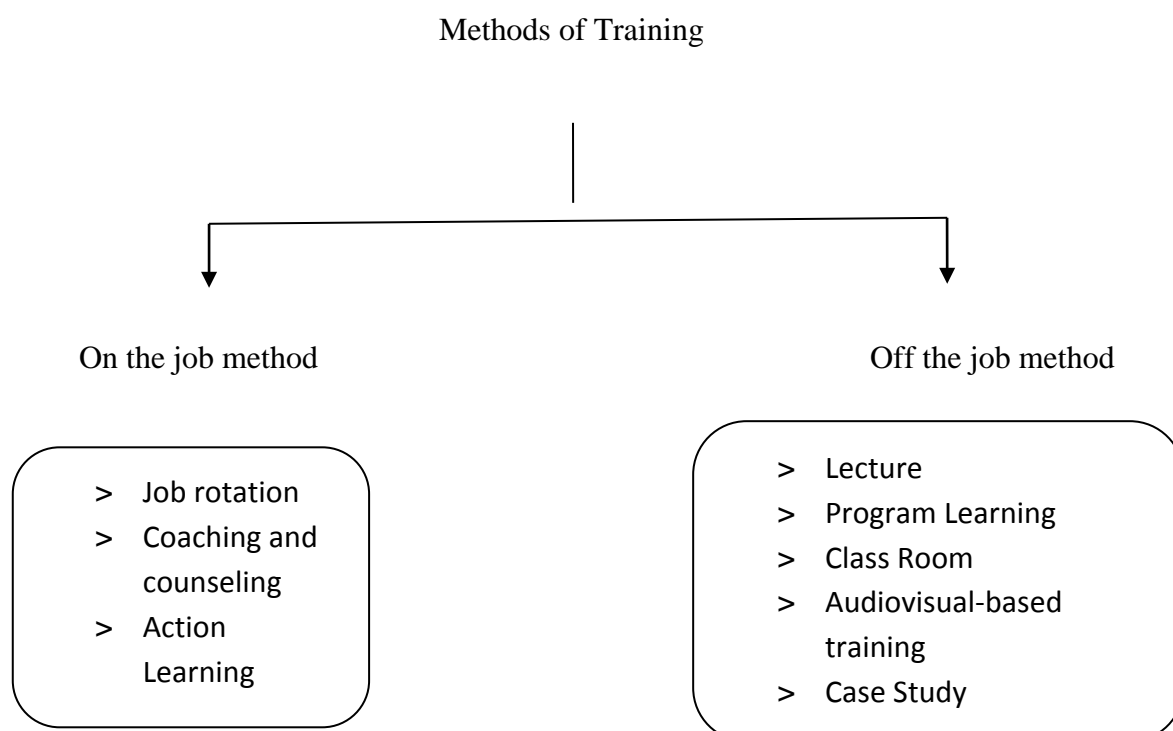 Methods of Training
On the job method
Off the job method
> Job rotation
> Coaching and
counseling
> Action
Learning
> Lecture
> Program Learning
> Class Room
> Audiovisual-based
training
> Case Study